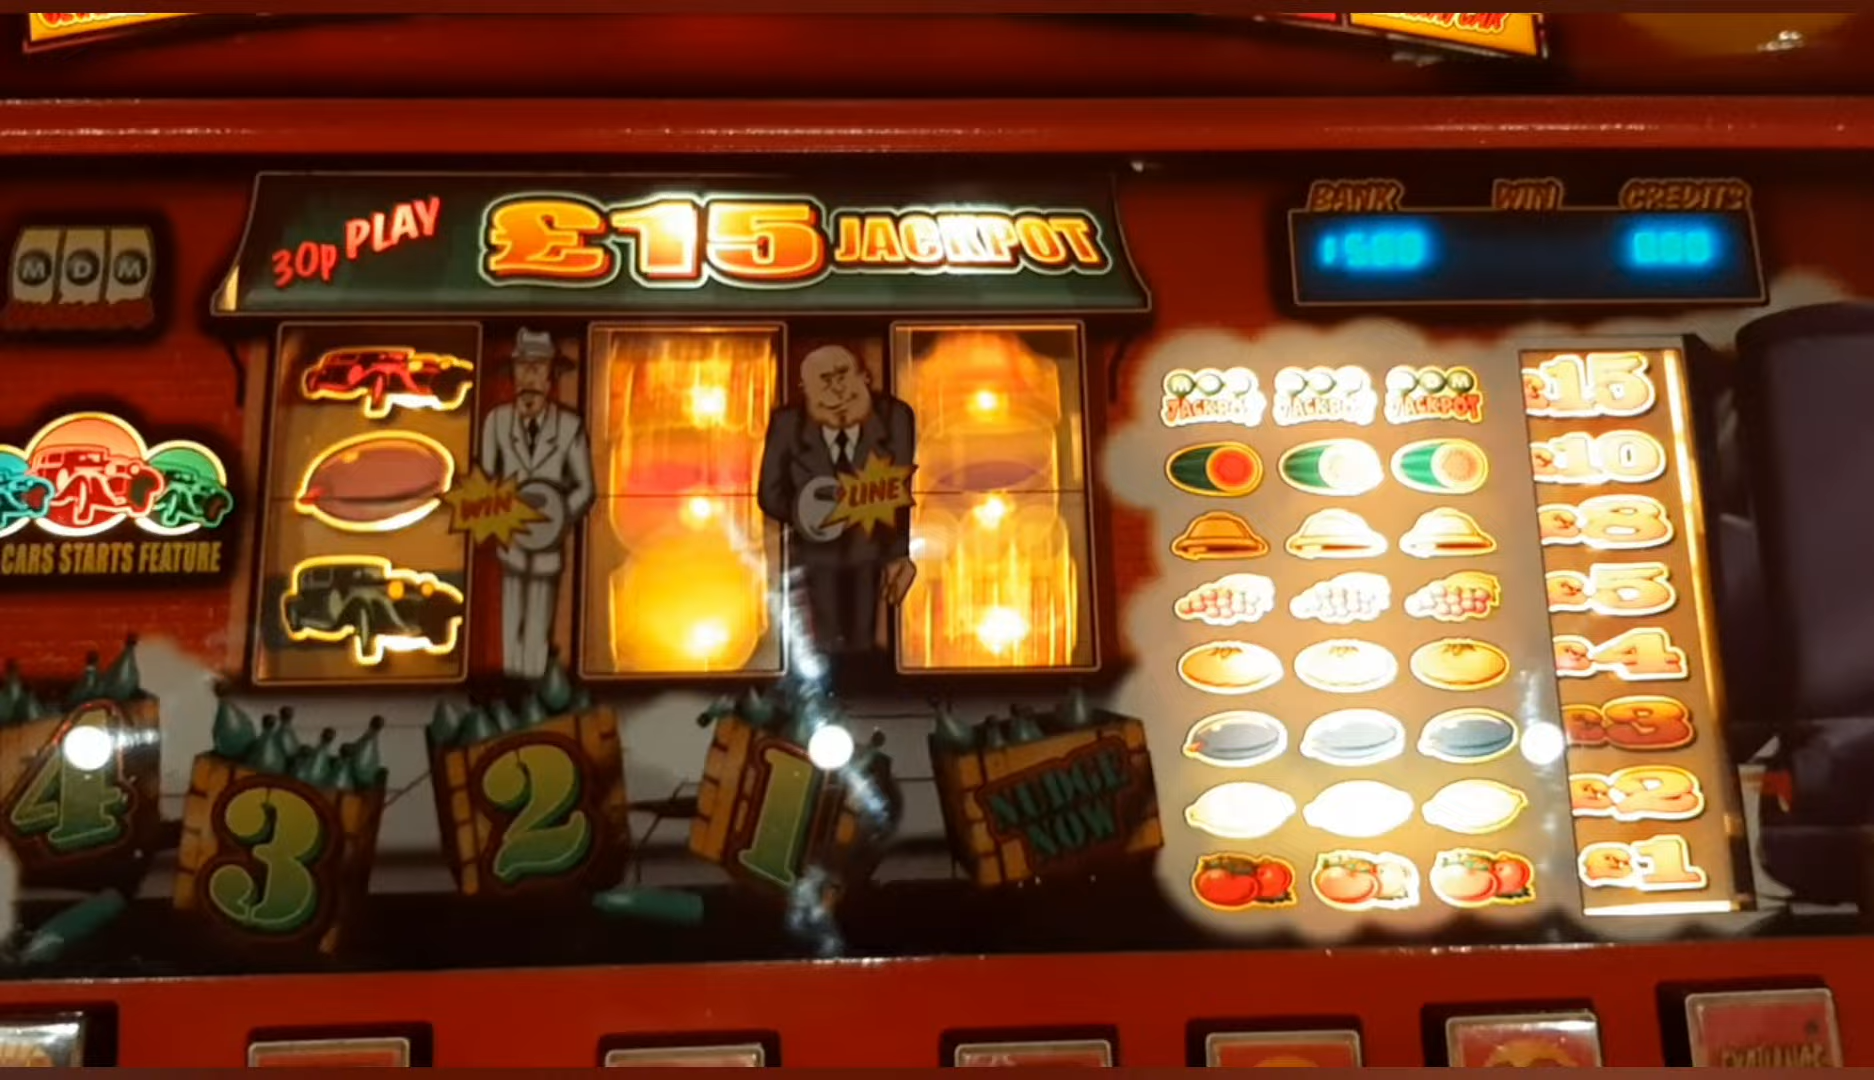 30p PLAY £15 JACKPOT
BANK WIN CREDITS
M D M
CARS STARTS FEATURE
WIN LINE
JACKPOT JACKPOT JACKPOT
£15
£10
£8
£5
£4
£3
£2
£1
4 3 2 1 NUDGE NOW